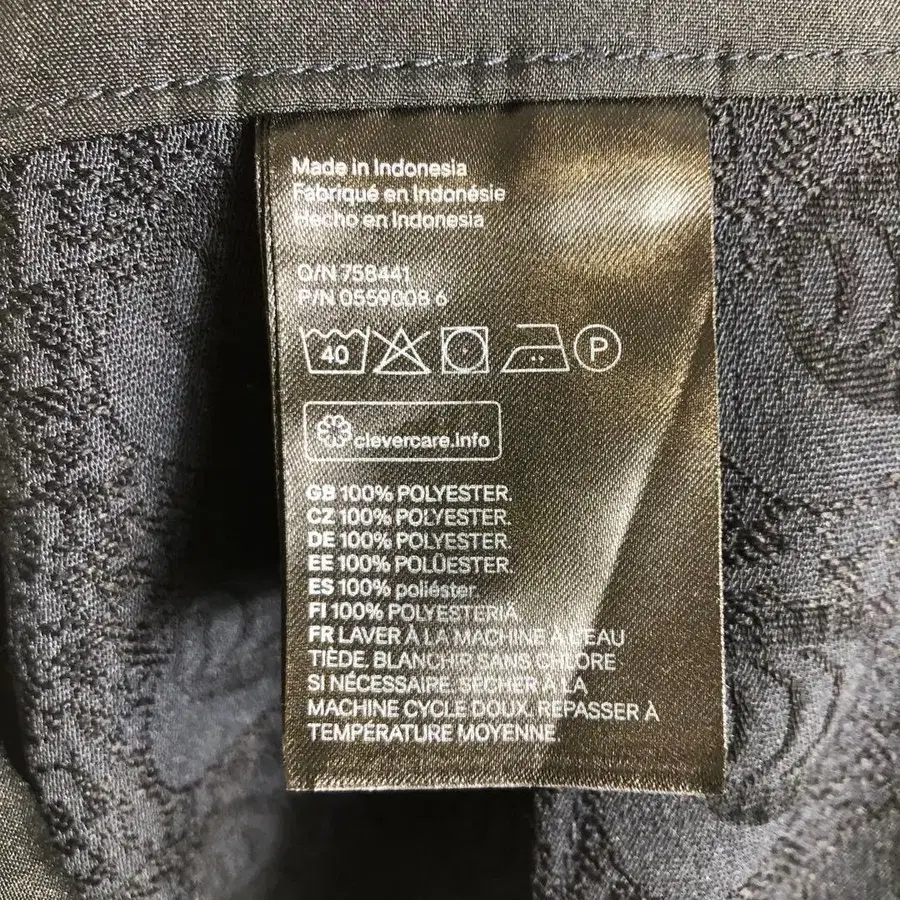 Made in Indonesia
Fabriqué en Indonésie
Hecho en Indonesia
O/N 758441
P/N 0559008 6
40 P
clevercare.info
GB 100% POLYESTER.
CZ 100% POLYESTER.
DE 100% POLYESTER.
EE 100% POLÜESTER.
ES 100% poliéster.
FI 100% POLYESTERIA
FR LAVER À LA MACHINE À L'EAU
TIÈDE. BLANCHIR SANS CHLORE
SI NÉCESSAIRE. SÉCHER À LA
MACHINE CYCLE DOUX. REPASSER À
TEMPÉRATURE MOYENNE.